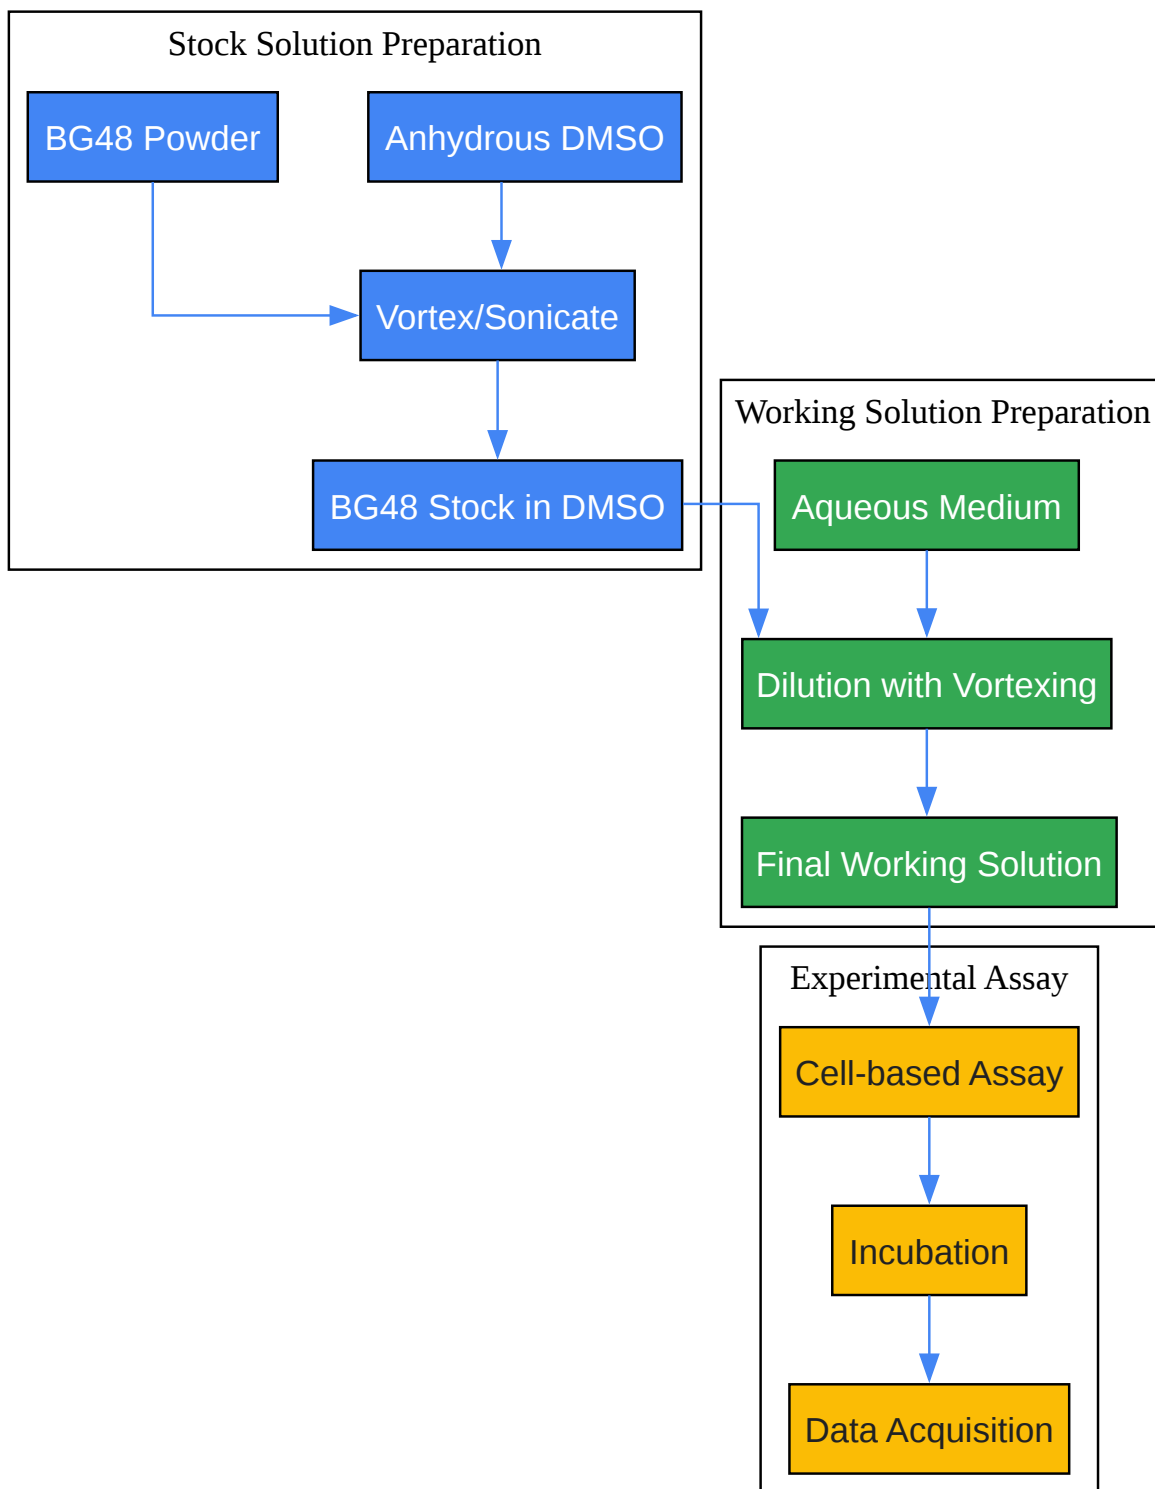 Stock Solution Preparation
BG48 Powder
Anhydrous DMSO
Vortex/Sonicate
BG48 Stock in DMSO
Working Solution Preparation
Aqueous Medium
Dilution with Vortexing
Final Working Solution
Experimental Assay
Cell-based Assay
Incubation
Data Acquisition